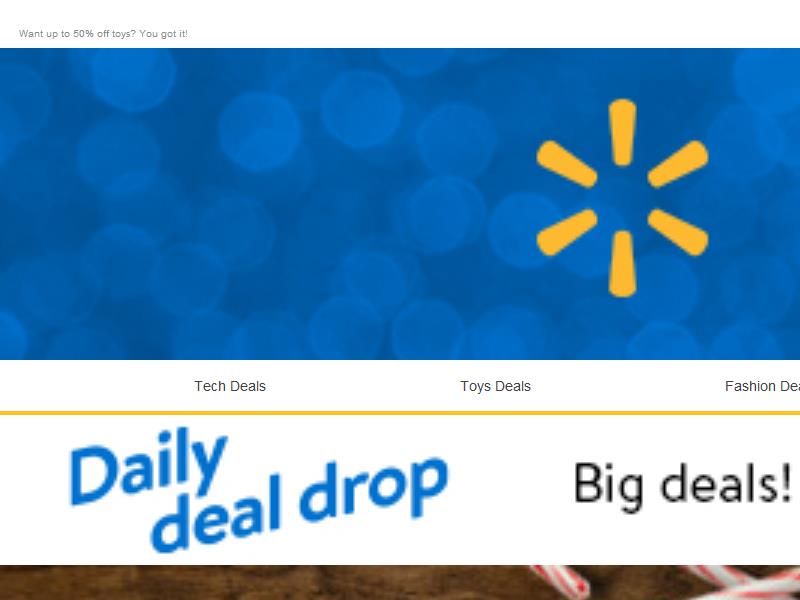 Want up to 50% off toys? You got it!
Tech Deals
Toys Deals
Fashion Dea
Daily
deal drop
Big deals!